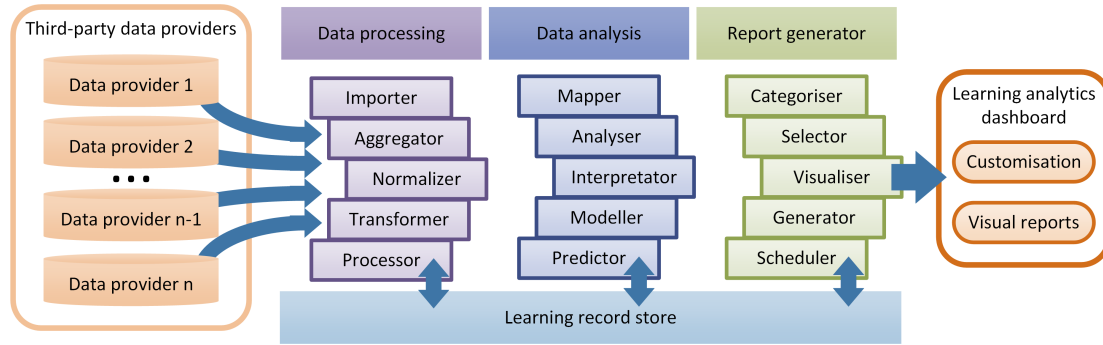 Third-party data providers
Data provider 1
Data provider 2
...
Data provider n-1
Data provider n
Data processing
Importer
Aggregator
Normalizer
Transformer
Processor
Data analysis
Mapper
Analyser
Interpretator
Modeller
Predictor
Report generator
Categoriser
Selector
Visualiser
Generator
Scheduler
Learning record store
Learning analytics
dashboard
Customisation
Visual reports